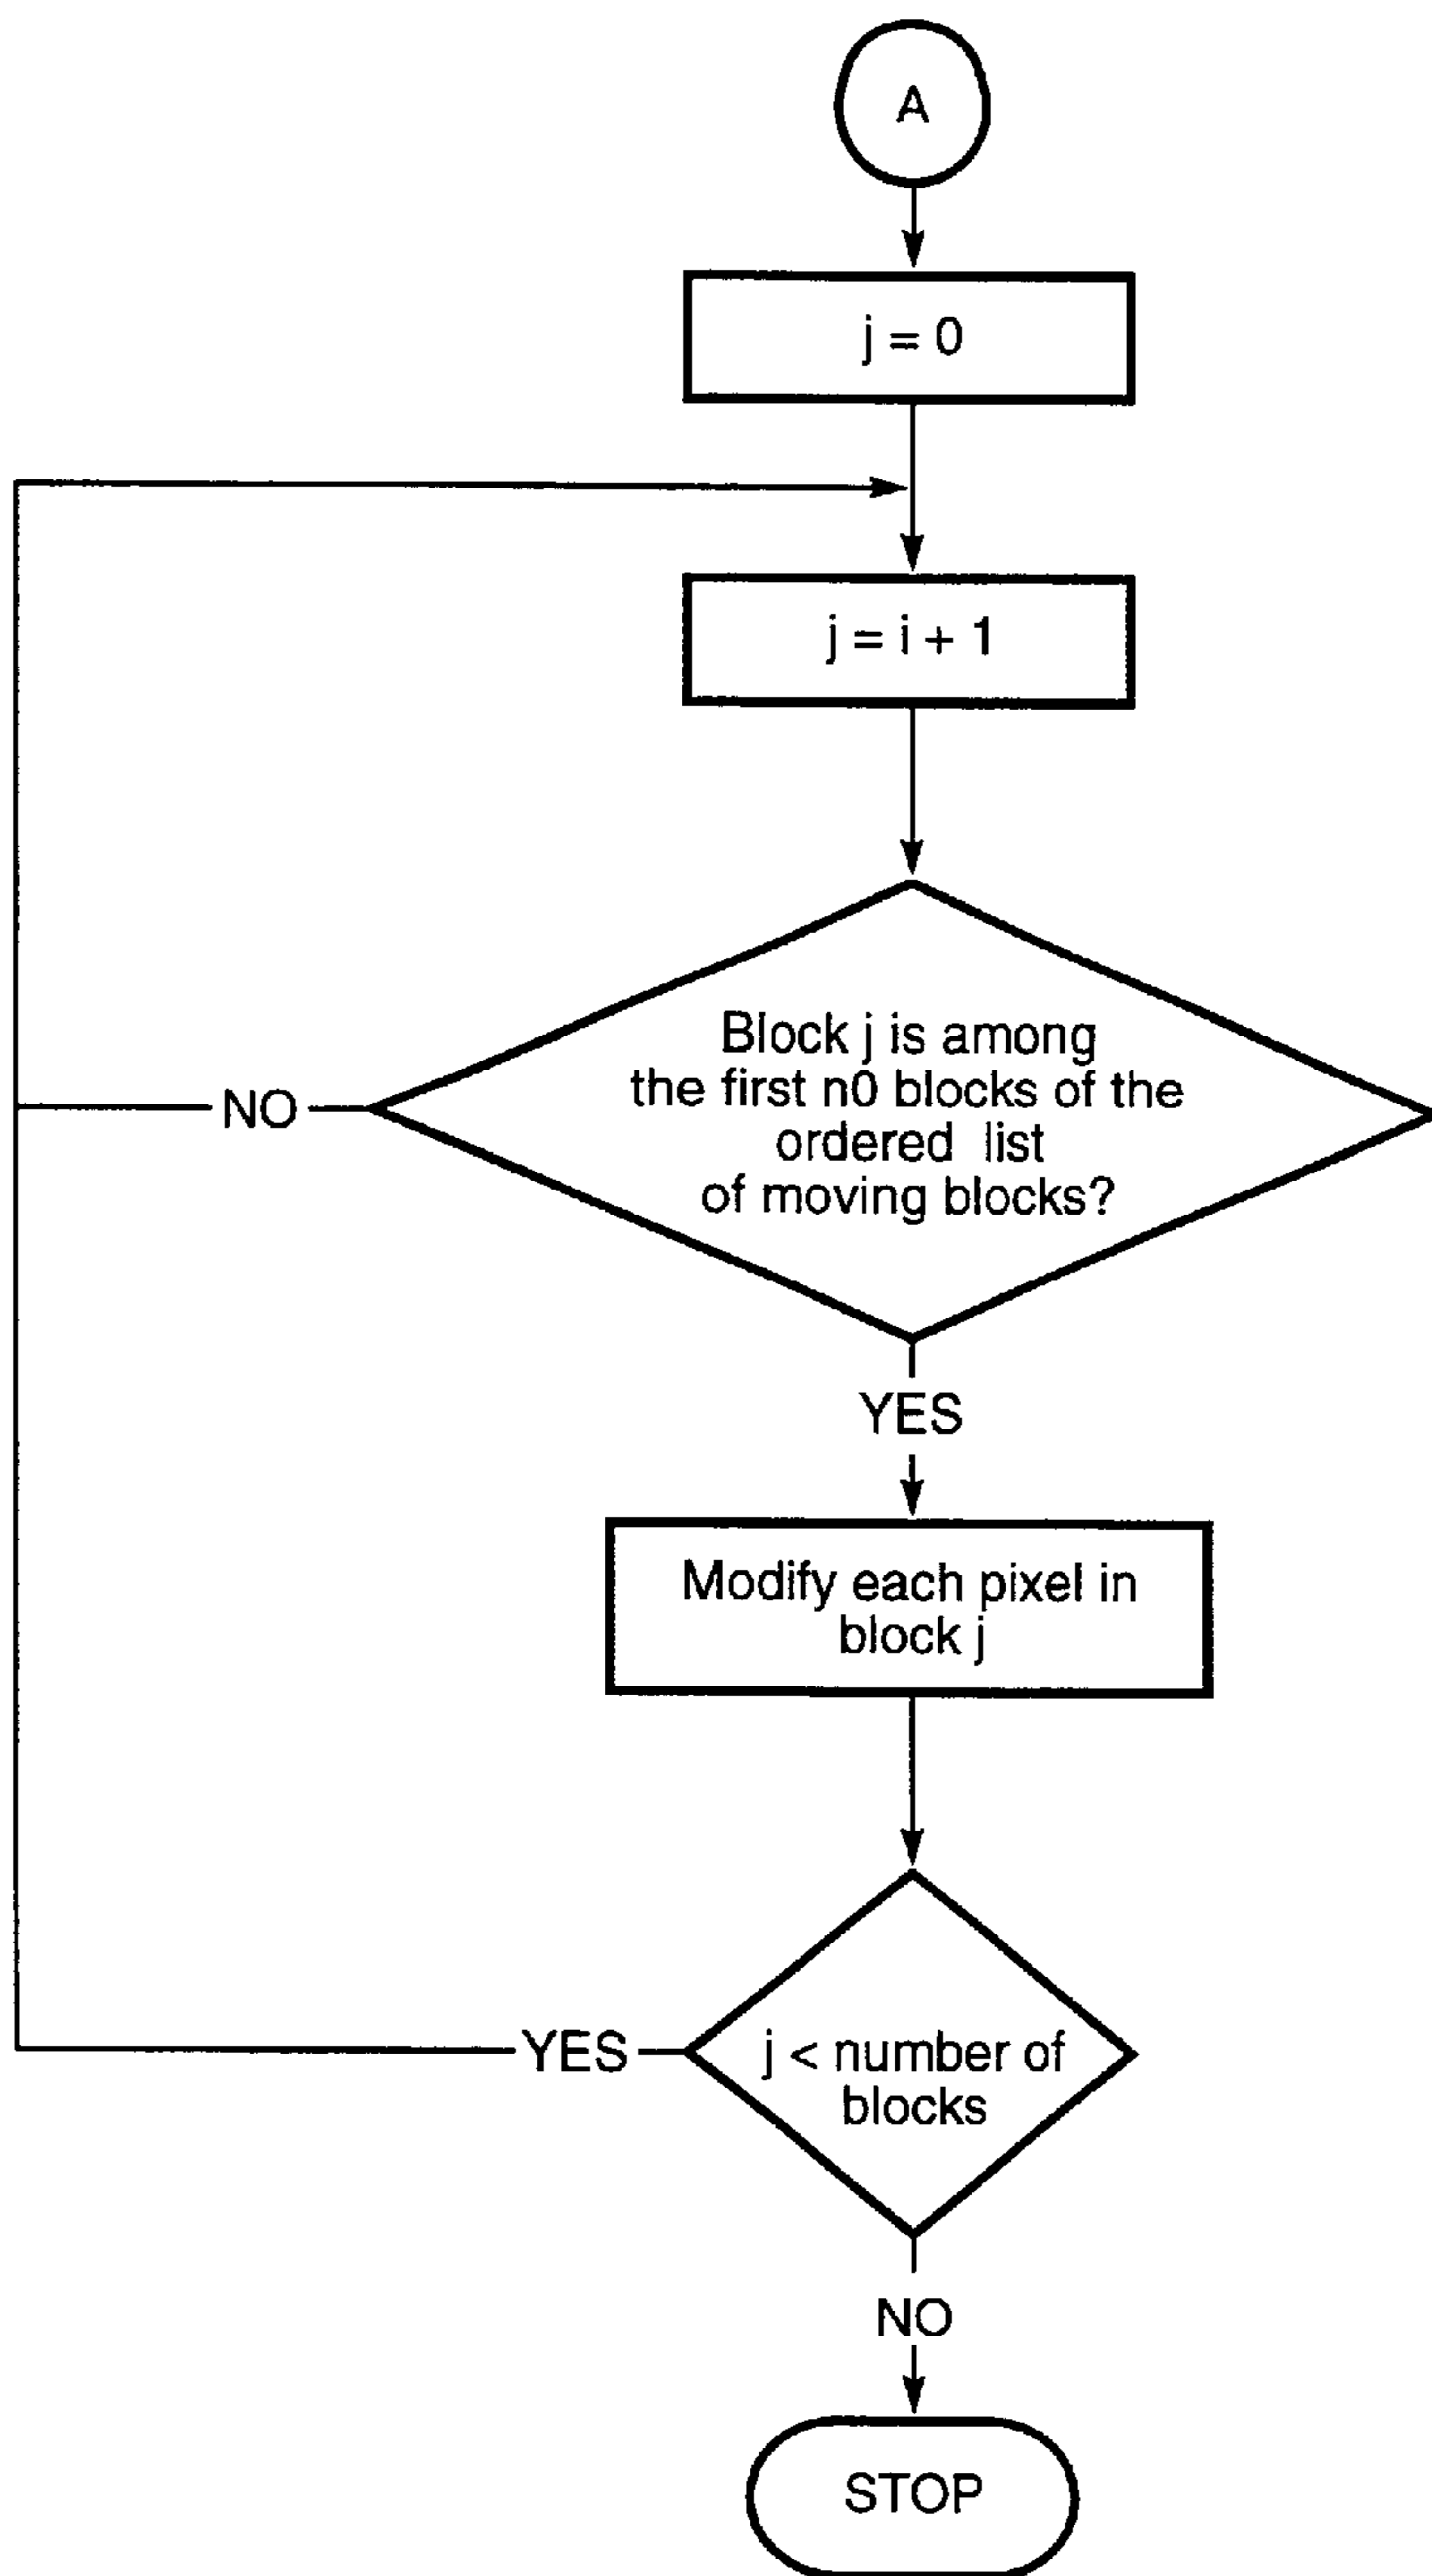 A
j = 0
j = i + 1
Block j is among
the first n0 blocks of the
ordered list
of moving blocks?
NO
YES
Modify each pixel in
block j
j < number of
blocks
YES
NO
STOP